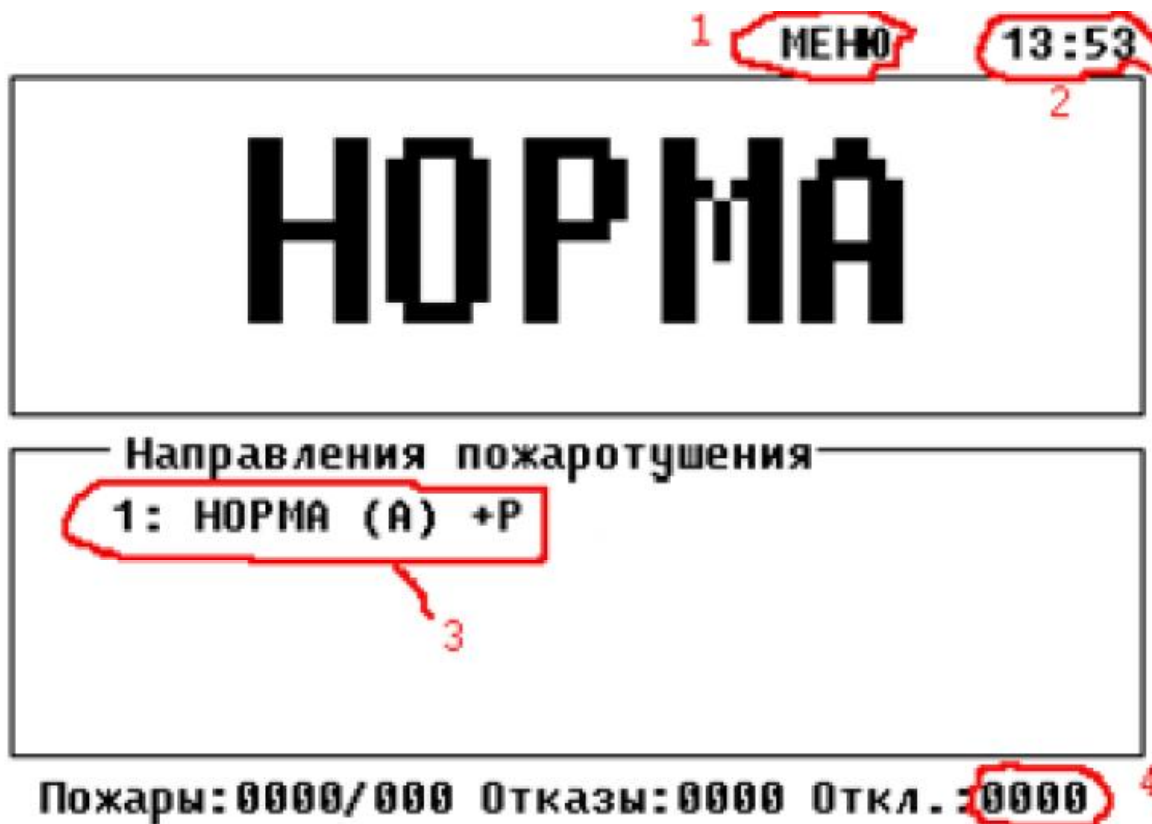 1 МЕНЮ 13:53
2
НОРМА
Направления пожаротушения
1: НОРМА (А) +Р
3
Пожары:0000/000 Отказы:0000 Откл.:0000 4